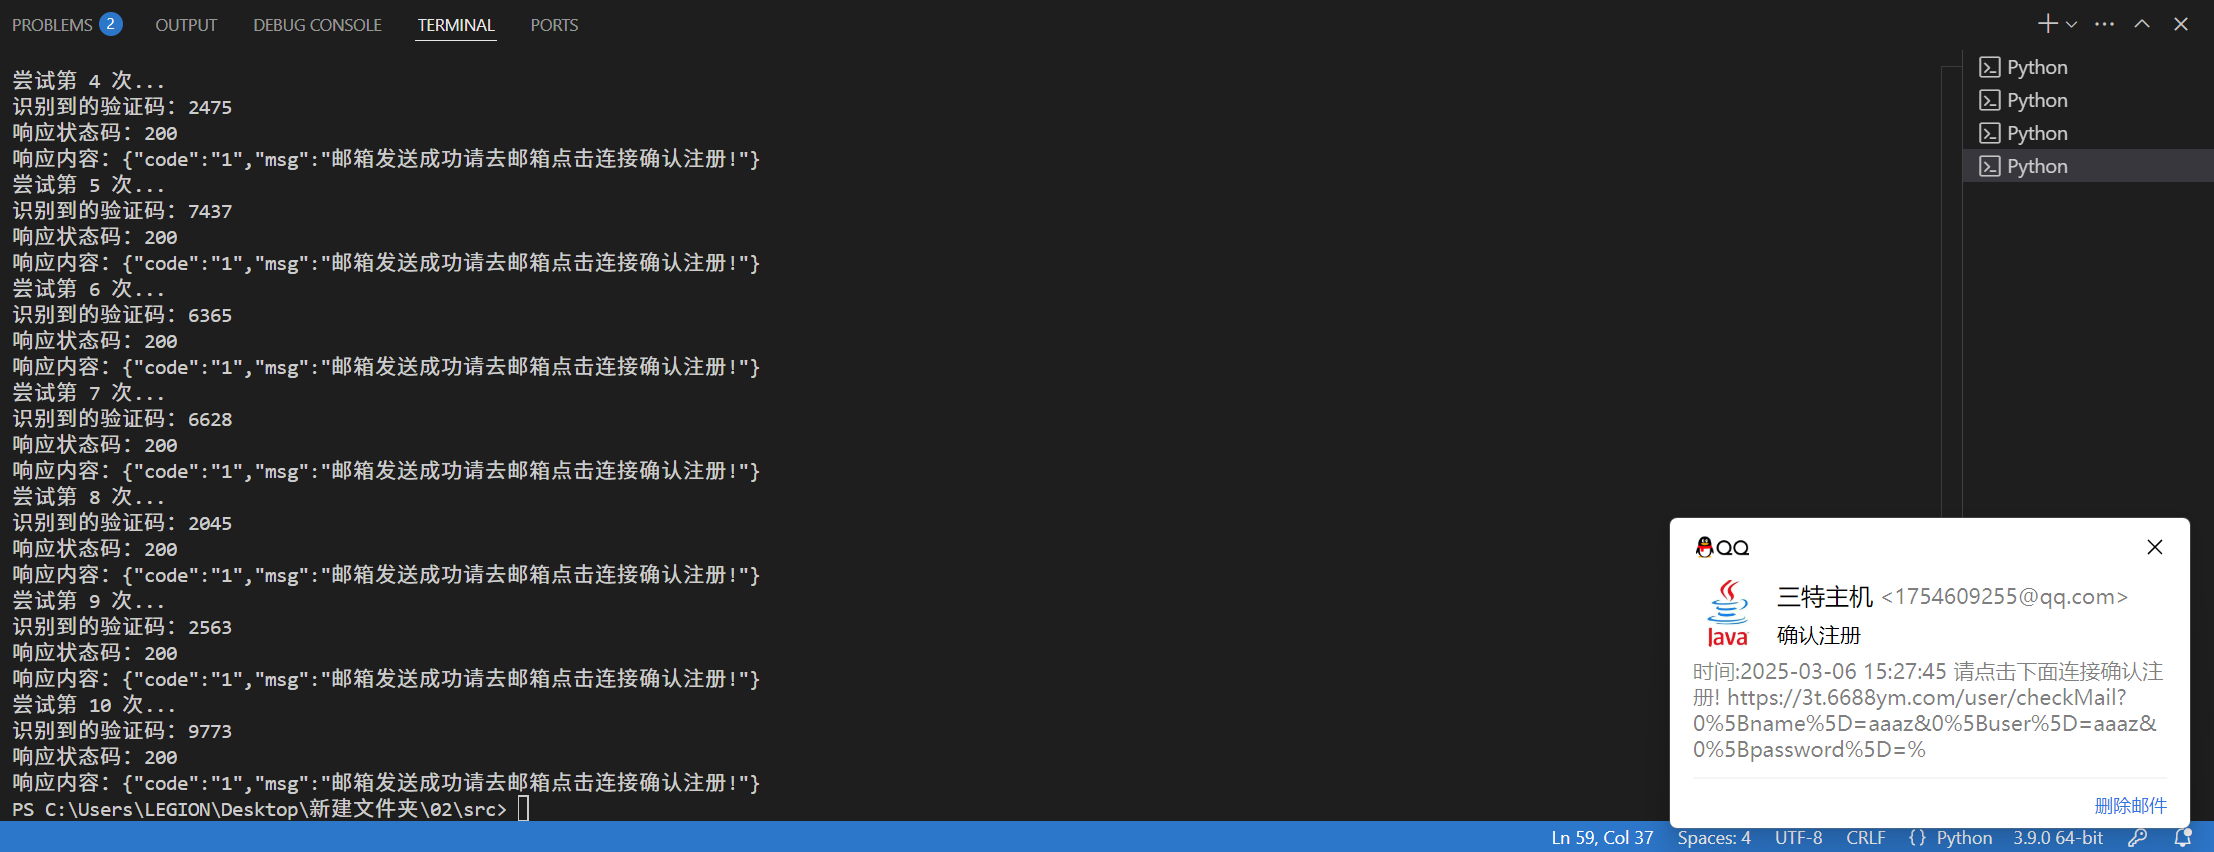 PROBLEMS 2 OUTPUT DEBUG CONSOLE TERMINAL PORTS
尝试第 4 次...
识别到的验证码: 2475
响应状态码: 200
响应内容: {"code":"1","msg":"邮箱发送成功请去邮箱点击连接确认注册!"}
尝试第 5 次...
识别到的验证码: 7437
响应状态码: 200
响应内容: {"code":"1","msg":"邮箱发送成功请去邮箱点击连接确认注册!"}
尝试第 6 次...
识别到的验证码: 6365
响应状态码: 200
响应内容: {"code":"1","msg":"邮箱发送成功请去邮箱点击连接确认注册!"}
尝试第 7 次...
识别到的验证码: 6628
响应状态码: 200
响应内容: {"code":"1","msg":"邮箱发送成功请去邮箱点击连接确认注册!"}
尝试第 8 次...
识别到的验证码: 2045
响应状态码: 200
响应内容: {"code":"1","msg":"邮箱发送成功请去邮箱点击连接确认注册!"}
尝试第 9 次...
识别到的验证码: 2563
响应状态码: 200
响应内容: {"code":"1","msg":"邮箱发送成功请去邮箱点击连接确认注册!"}
尝试第 10 次...
识别到的验证码: 9773
响应状态码: 200
响应内容: {"code":"1","msg":"邮箱发送成功请去邮箱点击连接确认注册!"}
PS C:\Users\LEGION\Desktop\新建文件夹\02\src>
Python
Python
Python
Python
QQ
Java
三特主机 <1754609255@qq.com>
确认注册
时间:2025-03-06 15:27:45 请点击下面连接确认注
册! https://3t.6688ym.com/user/checkMail?
0%5Bname%5D=aaaz&0%5Buser%5D=aaaz&
0%5Bpassword%5D=%
删除邮件
Ln 59, Col 37 Spaces: 4 UTF-8 CRLF {} Python 3.9.0 64-bit